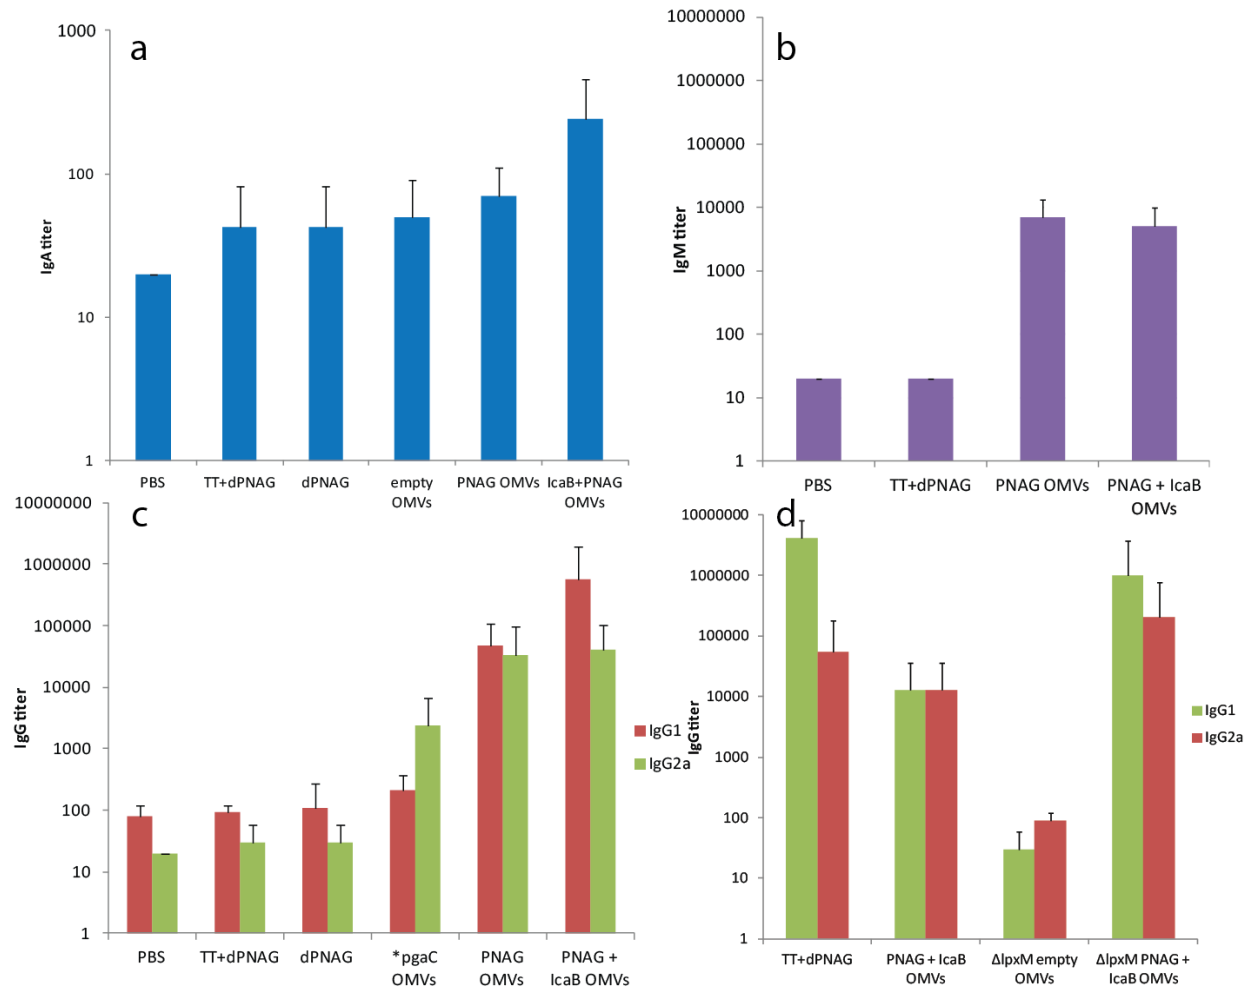 a
1000
100
10
1
IgA titer
PBS
TT+dPNAG
dPNAG
empty
OMVs
PNAG OMVs
IcaB+PNAG
OMVs
b
10000000
1000000
100000
10000
1000
100
10
1
IgM titer
PBS
TT+dPNAG
PNAG OMVs
PNAG + IcaB
OMVs
c
10000000
1000000
100000
10000
1000
100
10
1
IgG titer
IgG1
IgG2a
PBS
TT+dPNAG
dPNAG
*pgaC
OMVs
PNAG
OMVs
PNAG +
IcaB OMVs
d
10000000
1000000
100000
10000
1000
100
10
1
IgG titer
IgG1
IgG2a
TT+dPNAG
PNAG + IcaB
OMVs
ΔlpxM empty
OMVs
ΔlpxM PNAG +
IcaB OMVs